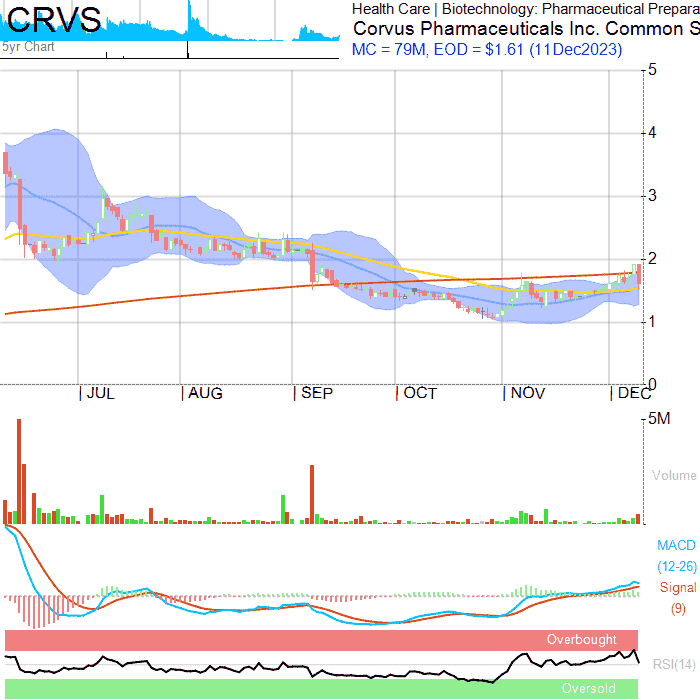 CRVS
5yr Chart
Health Care | Biotechnology: Pharmaceutical Prepara
Corvus Pharmaceuticals Inc. Common S
MC = 79M, EOD = $1.61 (11Dec2023)
5
4
3
2
1
0
JUL
AUG
SEP
OCT
NOV
DEC
5M
Volume
MACD
(12-26)
Signal
(9)
Overbought
RSI(14)
Oversold